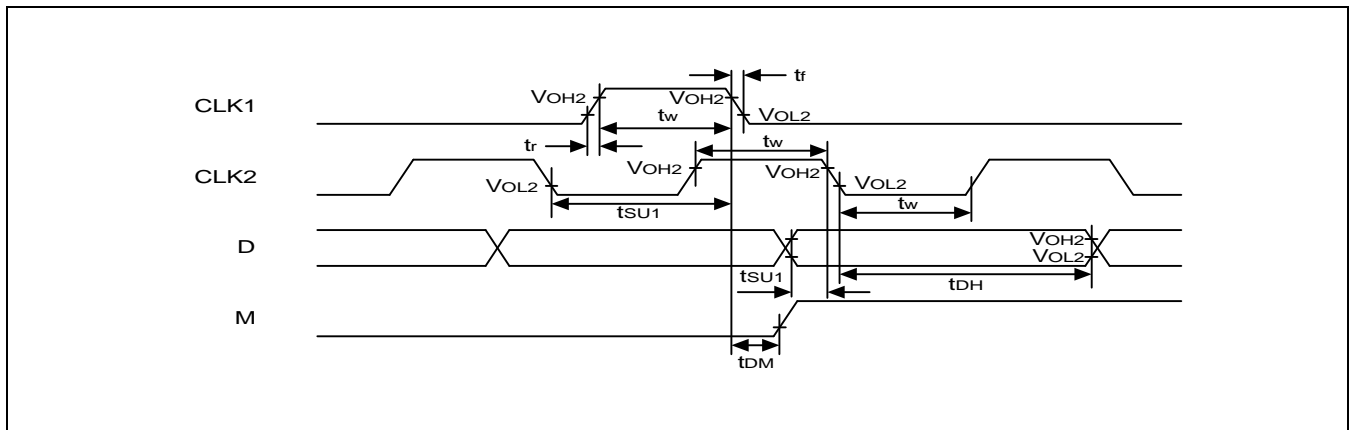 tf
CLK1
VOH2
VOH2
VOL2
tw
tr
tw
CLK2
VOH2
VOH2
VOL2
VOL2
tSU1
tw
D
VOH2
VOL2
tSU1
tDH
M
tDM